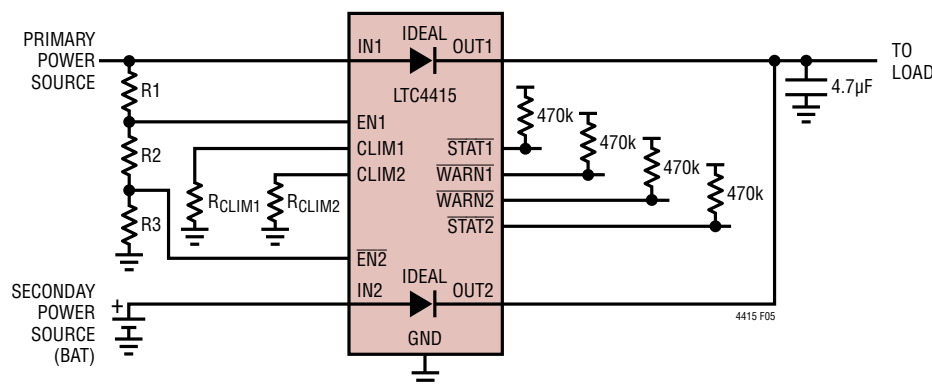 PRIMARY
POWER
SOURCE
R1
R2
R3
IN1
IDEAL
OUT1
LTC4415
EN1
CLIM1
CLIM2
RCLIM1
RCLIM2
STAT1
WARN1
WARN2
STAT2
470k
470k
470k
470k
TO
LOAD
4.7µF
EN2
IDEAL
IN2
OUT2
GND
SECONDAY
POWER
SOURCE
(BAT)
+
4415 F05